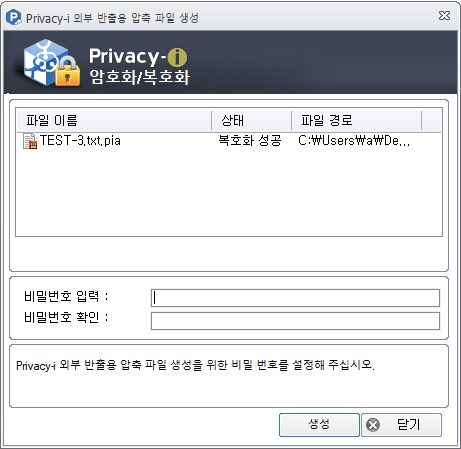 Privacy-i 외부 반출용 압축 파일 생성
Privacy-i
암호화/복호화
파일 이름 상태 파일 경로
TEST-3.txt.pia 복호화 성공 C:₩Users₩a₩De...
비밀번호 입력 :
비밀번호 확인 :
Privacy-i 외부 반출용 압축 파일 생성을 위한 비밀 번호를 설정해 주십시오.
생성 닫기